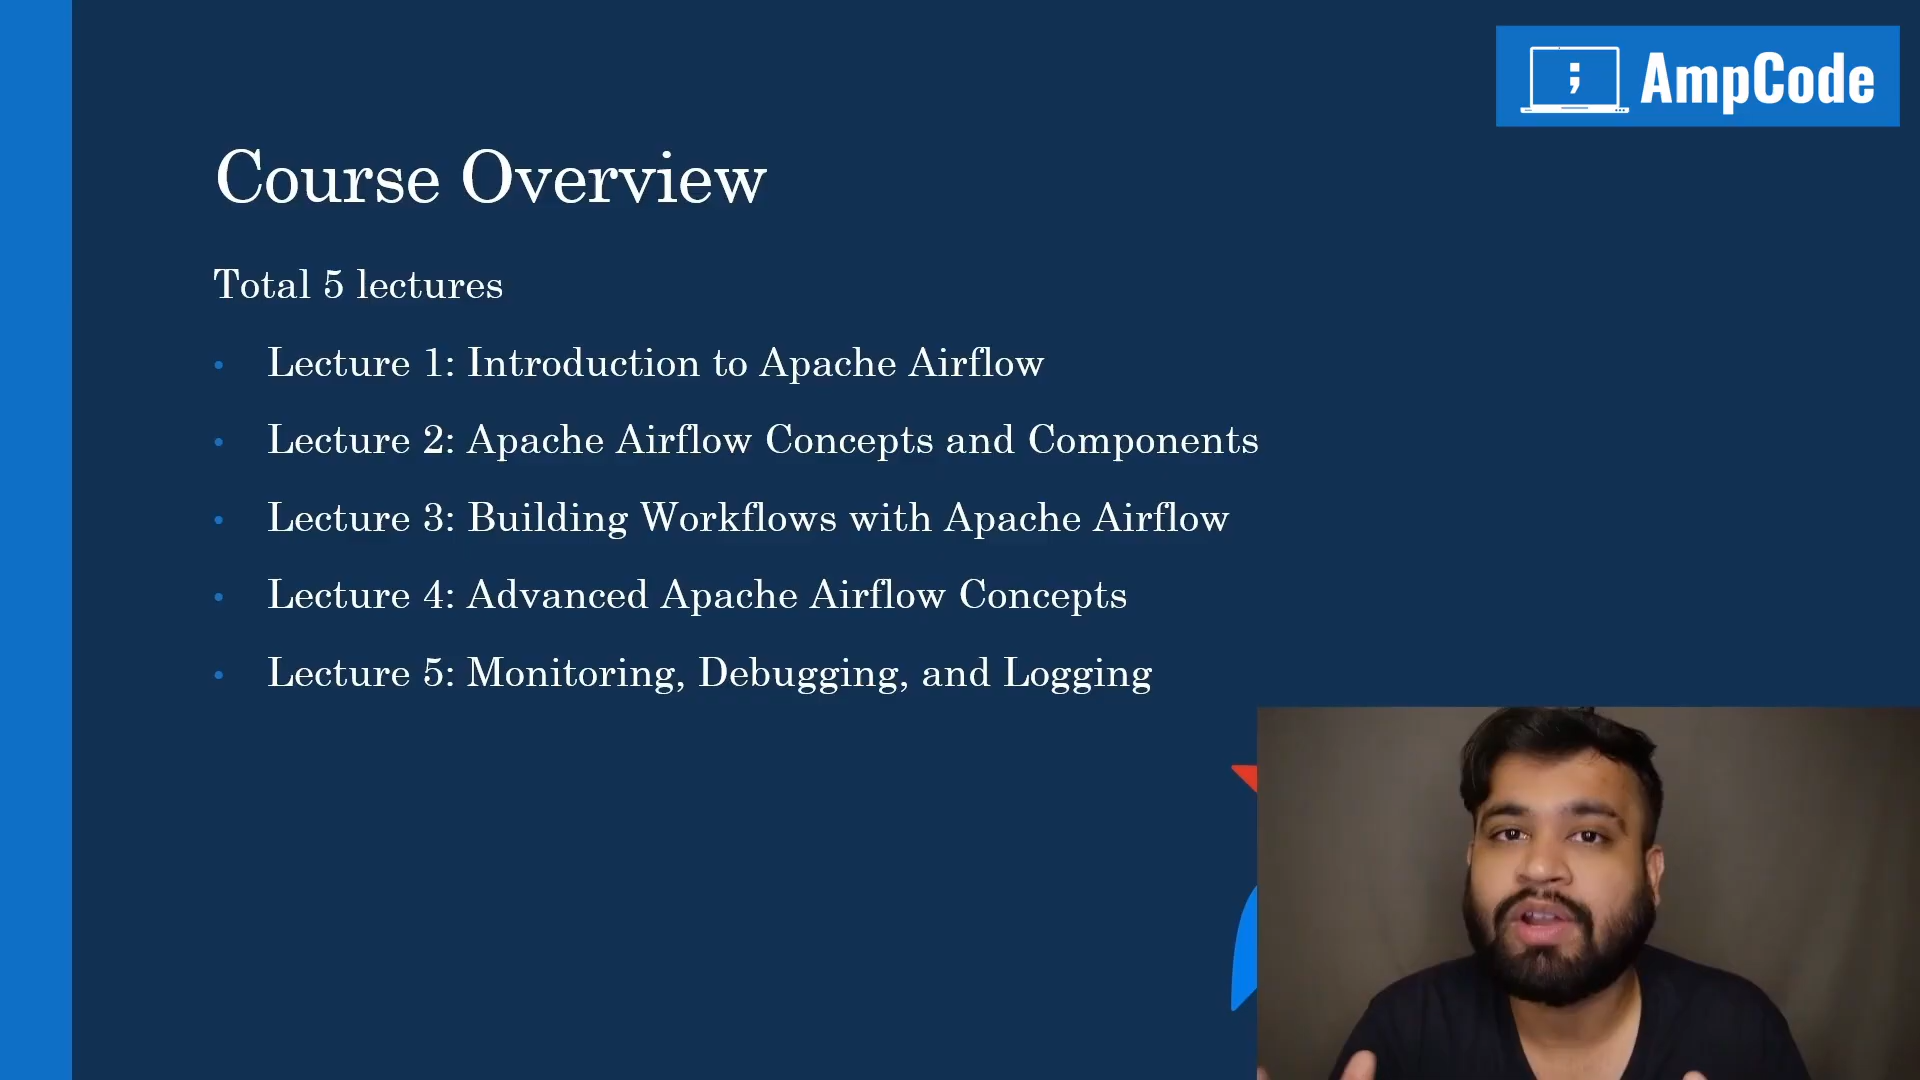 AmpCode
Course Overview
Total 5 lectures
• Lecture 1: Introduction to Apache Airflow
• Lecture 2: Apache Airflow Concepts and Components
• Lecture 3: Building Workflows with Apache Airflow
• Lecture 4: Advanced Apache Airflow Concepts
• Lecture 5: Monitoring, Debugging, and Logging